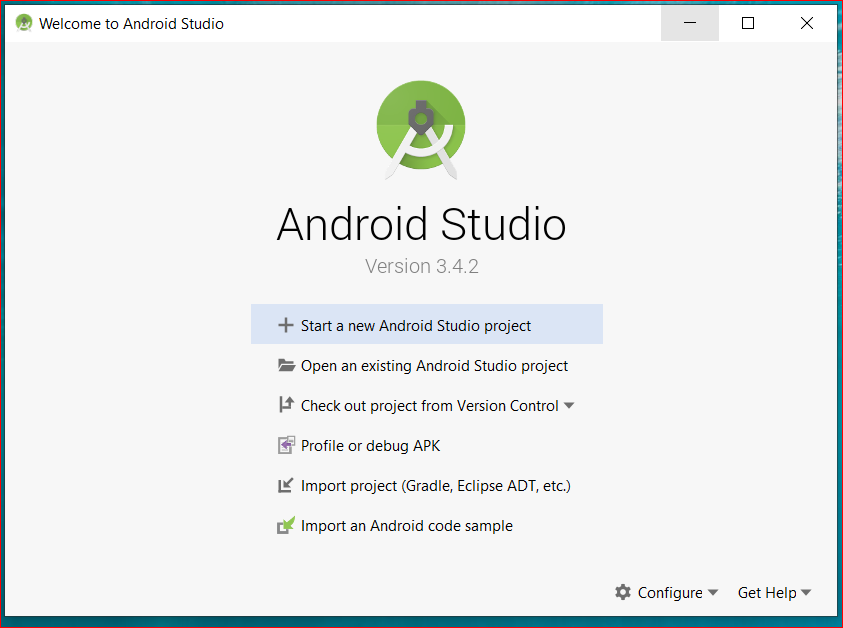 Welcome to Android Studio
Android Studio
Version 3.4.2
Start a new Android Studio project
Open an existing Android Studio project
Check out project from Version Control
Profile or debug APK
Import project (Gradle, Eclipse ADT, etc.)
Import an Android code sample
Configure Get Help